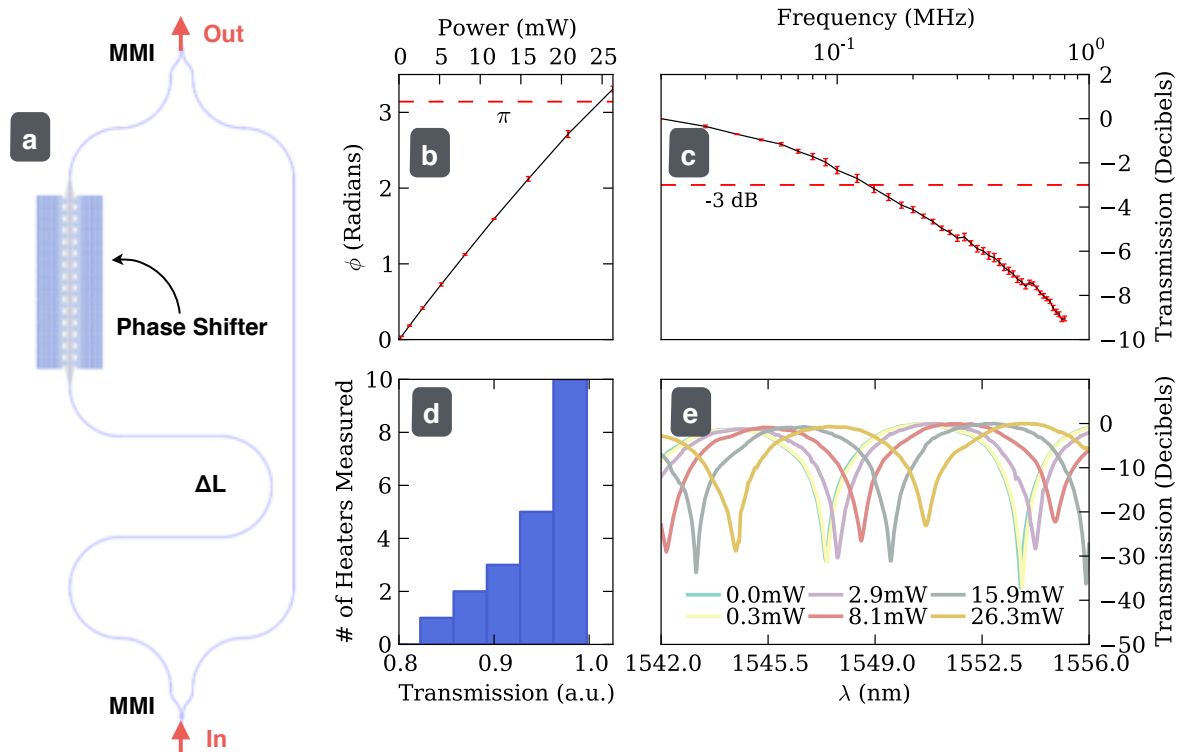 MMI
Out
a
Phase Shifter
ΔL
MMI
In
Power (mW)
0 5 10 15 20 25
ϕ (Radians)
3
2
1
0
π
b
Frequency (MHz)
10⁻¹ 10⁰
c
-3 dB
2
0
−2
−4
−6
−8
−10
Transmission (Decibels)
# of Heaters Measured
10
8
6
4
2
0
d
0.8 0.9 1.0
Transmission (a.u.)
e
0.0mW 2.9mW 15.9mW
0.3mW 8.1mW 26.3mW
0
−10
−20
−30
−40
−50
Transmission (Decibels)
1542.0 1545.5 1549.0 1552.5 1556.0
λ (nm)